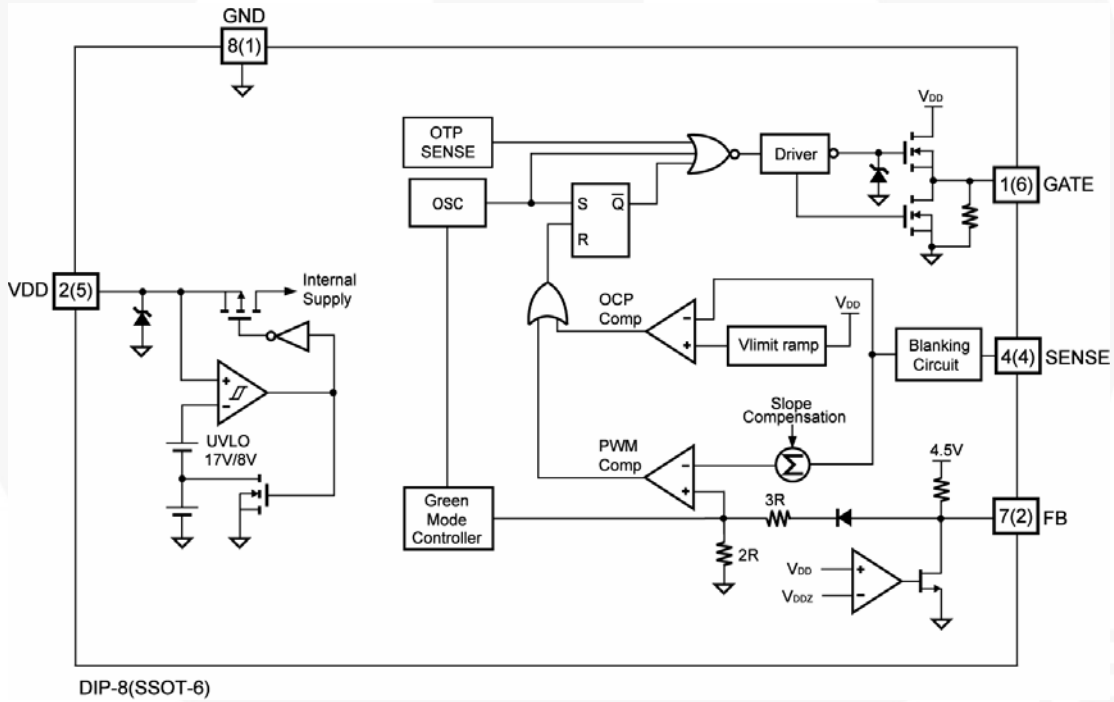 GND
8(1)
VDD
OTP
SENSE
Driver
1(6) GATE
OSC
S Q̅
R
VDD 2(5)
Internal
Supply
OCP
Comp
VDD
Vlimit ramp
Blanking
Circuit
4(4) SENSE
+
−
−
+
UVLO
17V/8V
Slope
Compensation
Σ
PWM
Comp
−
+
4.5V
Green
Mode
Controller
3R
7(2) FB
2R
VDD
+
VDDZ
−
DIP-8(SSOT-6)